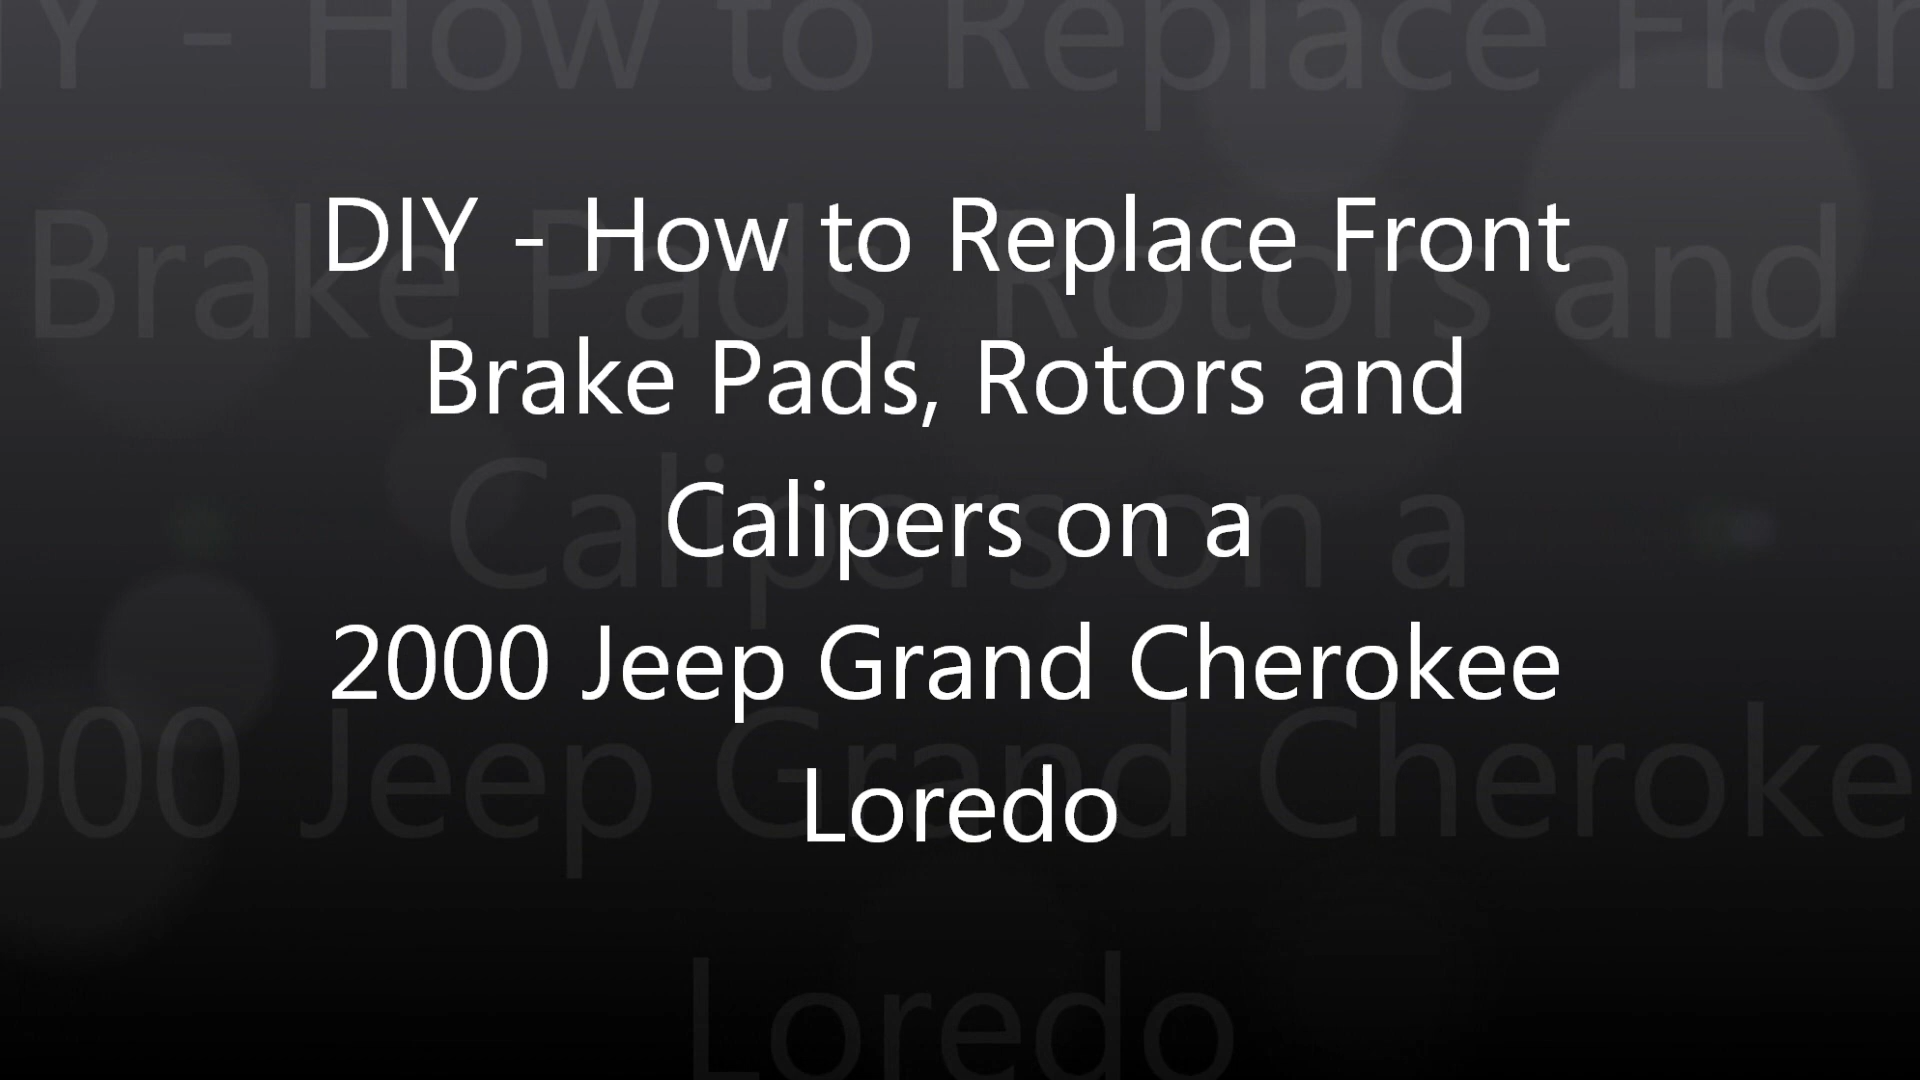 DIY - How to Replace Front
Brake Pads, Rotors and
Calipers on a
2000 Jeep Grand Cherokee
Loredo